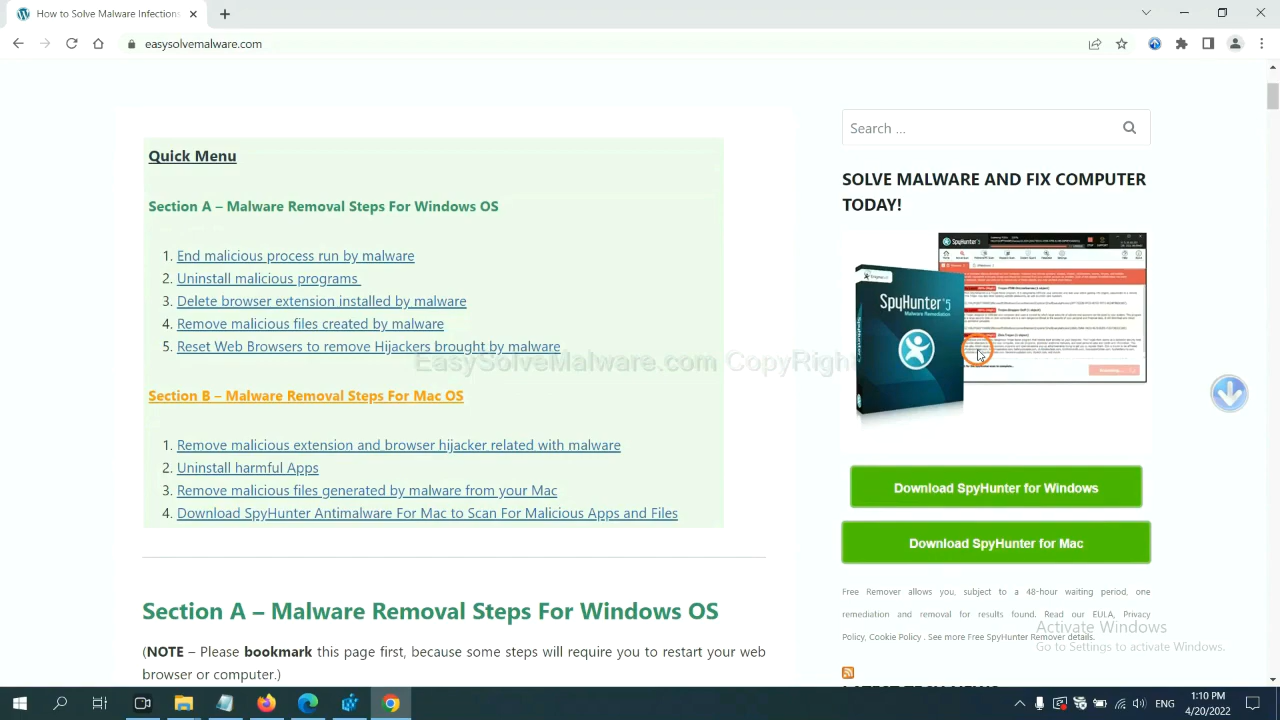 How to Solve Malware Infections
easysolvemalware.com
Search ...
Quick Menu
SOLVE MALWARE AND FIX COMPUTER
TODAY!
Section A – Malware Removal Steps For Windows OS
1. End malicious process run by malware
2. Uninstall malicious programs
3. Delete browser extension installed by malware
4. Remove malicious files created by malware
5. Reset Web Browser to remove Hijackers brought by malware
SpyHunter 5
Malware Remediation
Section B – Malware Removal Steps For Mac OS
1. Remove malicious extension and browser hijacker related with malware
2. Uninstall harmful Apps
3. Remove malicious files generated by malware from your Mac
4. Download SpyHunter Antimalware For Mac to Scan For Malicious Apps and Files
Download SpyHunter for Windows
Download SpyHunter for Mac
Free Remover allows you, subject to a 48-hour waiting period, one
remediation and removal for results found. Read our EULA, Privacy
Policy, Cookie Policy . See more Free SpyHunter Remover details.
Section A – Malware Removal Steps For Windows OS
(NOTE – Please bookmark this page first, because some steps will require you to restart your web
browser or computer.)
Activate Windows
Go to Settings to activate Windows.
LATEST TECH NEWS
ENG
1:10 PM
4/20/2022